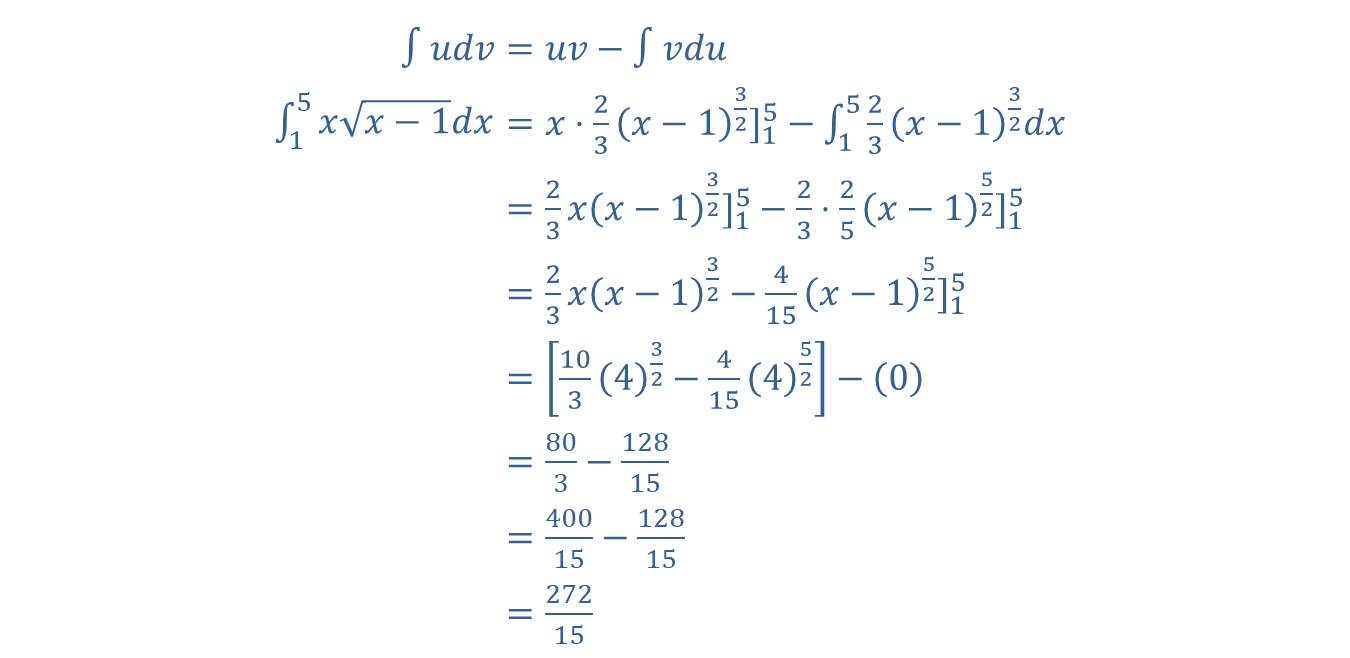 ∫ udv = uv − ∫ vdu
∫₁⁵ x√(x − 1)dx = x · 2/3 (x − 1)^(3/2)]₁⁵ − ∫₁⁵ 2/3 (x − 1)^(3/2)dx
= 2/3 x(x − 1)^(3/2)]₁⁵ − 2/3 · 2/5 (x − 1)^(5/2)]₁⁵
= 2/3 x(x − 1)^(3/2) − 4/15 (x − 1)^(5/2)]₁⁵
= [10/3 (4)^(3/2) − 4/15 (4)^(5/2)] − (0)
= 80/3 − 128/15
= 400/15 − 128/15
= 272/15